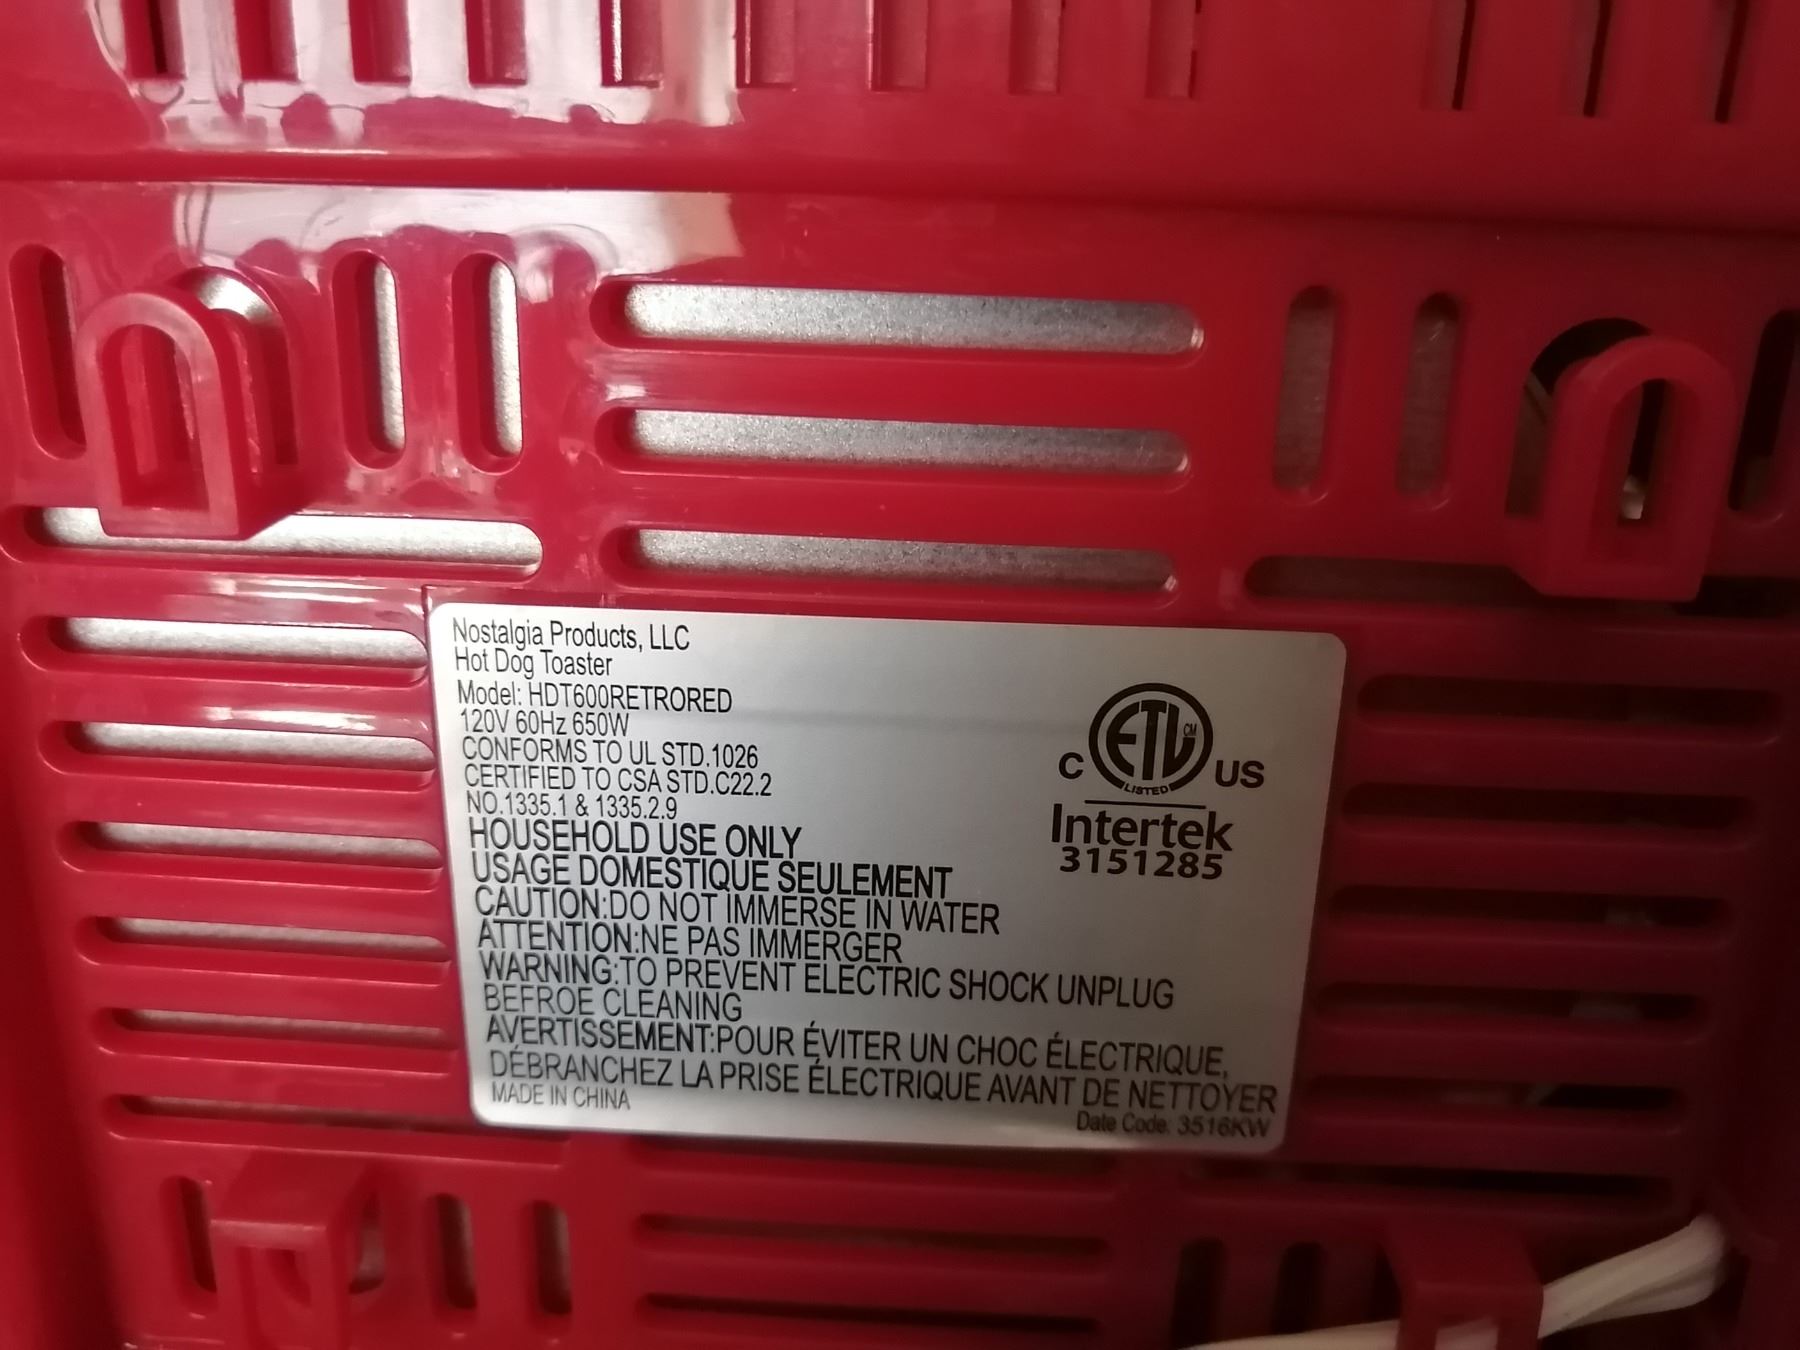 Nostalgia Products, LLC
Hot Dog Toaster
Model: HDT600RETRORED
120V 60Hz 650W
CONFORMS TO UL STD.1026
CERTIFIED TO CSA STD.C22.2
NO.1335.1 & 1335.2.9
HOUSEHOLD USE ONLY
USAGE DOMESTIQUE SEULEMENT
CAUTION:DO NOT IMMERSE IN WATER
ATTENTION:NE PAS IMMERGER
WARNING:TO PREVENT ELECTRIC SHOCK UNPLUG
BEFROE CLEANING
AVERTISSEMENT:POUR ÉVITER UN CHOC ÉLECTRIQUE,
DÉBRANCHEZ LA PRISE ÉLECTRIQUE AVANT DE NETTOYER
MADE IN CHINA
Date Code: 3516KW
ETL CM
C US
LISTED
Intertek
3151285